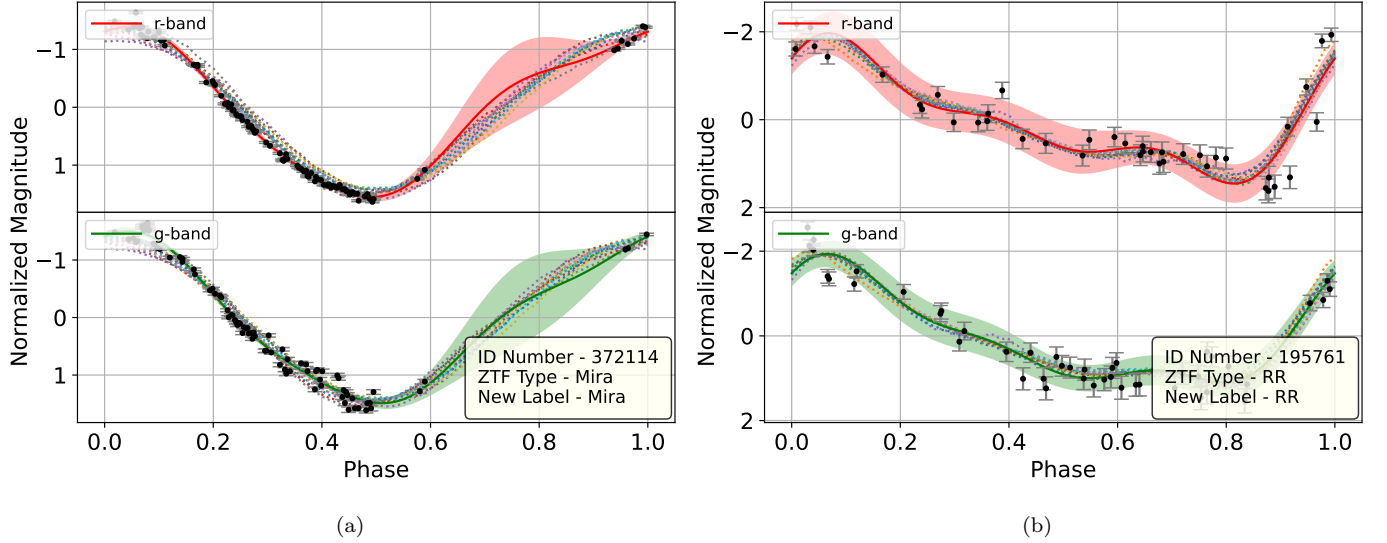 r-band
−1
0
1
g-band
−1
0
1
Normalized Magnitude
ID Number - 372114
ZTF Type - Mira
New Label - Mira
0.0 0.2 0.4 0.6 0.8 1.0
Phase
(a)
r-band
−2
0
2
g-band
−2
0
2
Normalized Magnitude
ID Number - 195761
ZTF Type - RR
New Label - RR
0.0 0.2 0.4 0.6 0.8 1.0
Phase
(b)